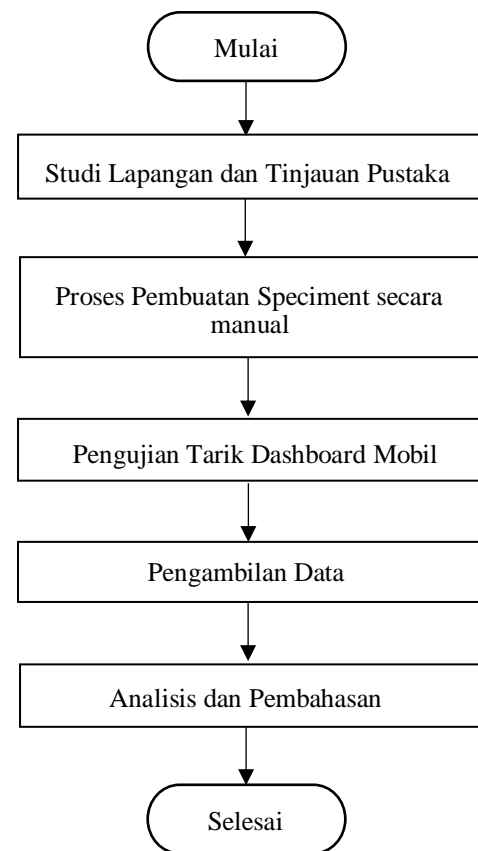 Mulai
Studi Lapangan dan Tinjauan Pustaka
Proses Pembuatan Speciment secara
manual
Pengujian Tarik Dashboard Mobil
Pengambilan Data
Analisis dan Pembahasan
Selesai